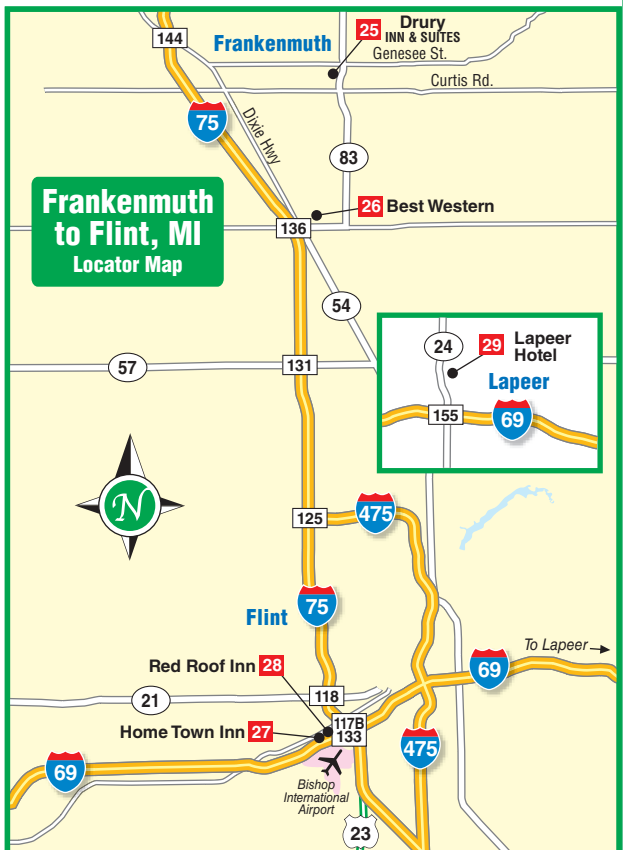 144
Frankenmuth
25 Drury
INN & SUITES
Genesee St.
Curtis Rd.
75
Dixie Hwy
83
Frankenmuth
to Flint, MI
Locator Map
26 Best Western
136
54
24
29 Lapeer
Hotel
Lapeer
155
69
57
131
N
125
475
75
Flint
To Lapeer
69
Red Roof Inn 28
21
118
Home Town Inn 27
117B
133
475
69
Bishop
International
Airport
23